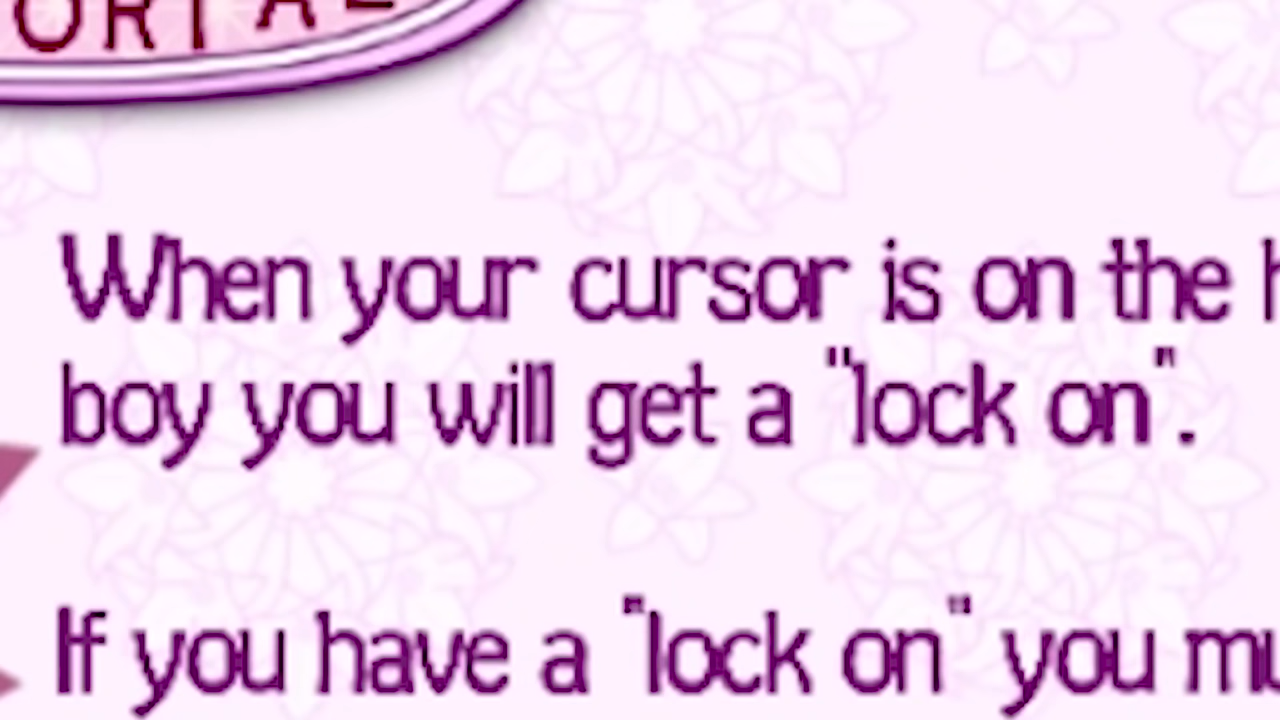 When your cursor is on the
boy you will get a "lock on".
If you have a "lock on" you